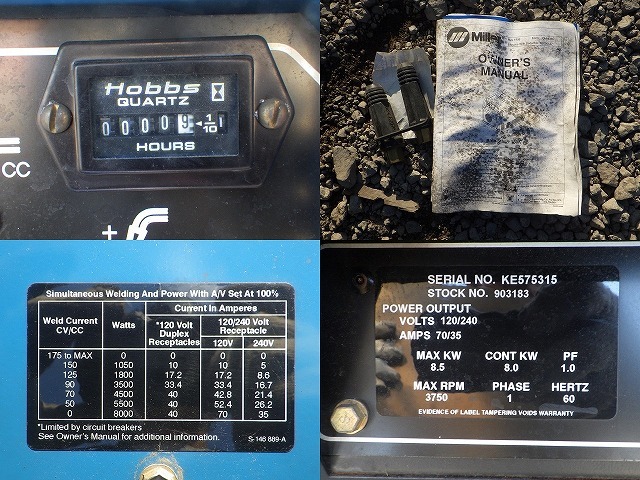 Hobbs
QUARTZ
0 0 0 0 9 1/10
HOURS
CC
+
Miller
OWNER'S
MANUAL
Simultaneous Welding And Power With A/V Set At 100%
Weld Current CV/CC Watts Current In Amperes
*120 Volt Duplex Receptacles 120/240 Volt Receptacle
120V 240V
175 to MAX 0 0 0 0
150 1050 10 10 5
125 1800 17.2 17.2 8.6
90 3500 33.4 33.4 16.7
70 4500 40 42.8 21.4
50 5500 40 52.4 26.2
0 8000 40 70 35
*Limited by circuit breakers
See Owner's Manual for additional information. S-146 689-A
SERIAL NO. KE575315
STOCK NO. 903183
POWER OUTPUT
VOLTS 120/240
AMPS 70/35
MAX KW CONT KW PF
8.5 8.0 1.0
MAX RPM PHASE HERTZ
3750 1 60
EVIDENCE OF LABEL TAMPERING VOIDS WARRANTY